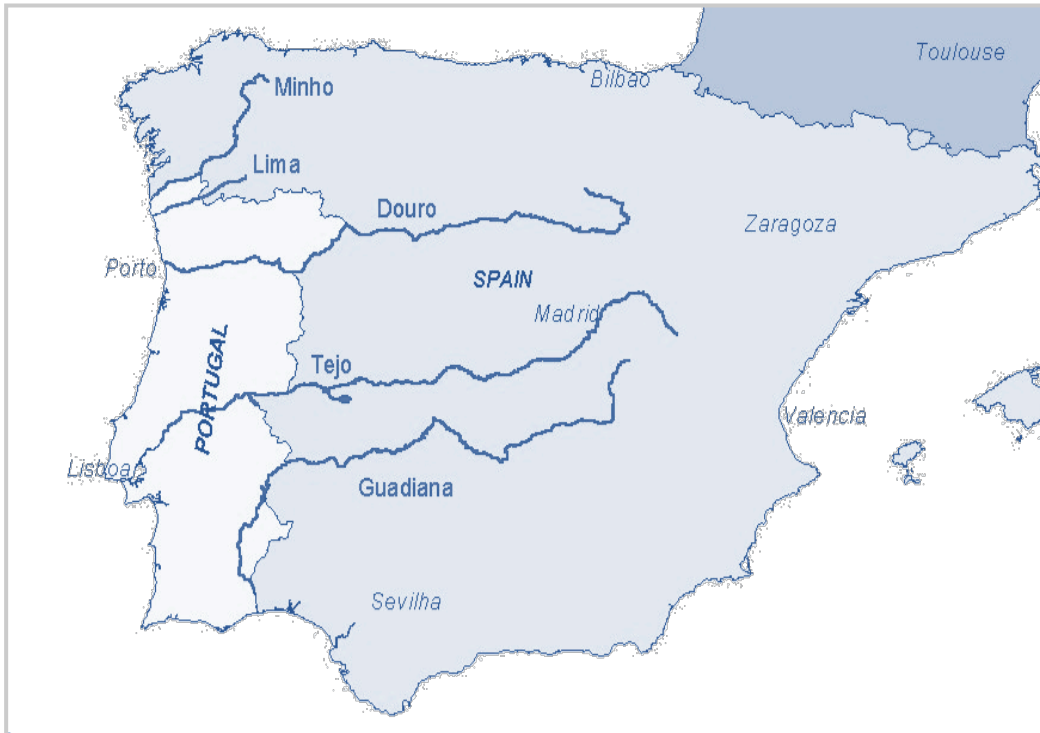 Toulouse
Bilbao
Minho
Lima
Douro
Zaragoza
Porto
SPAIN
Madrid
Tejo
PORTUGAL
Valencia
Lisboa
Guadiana
Sevilha